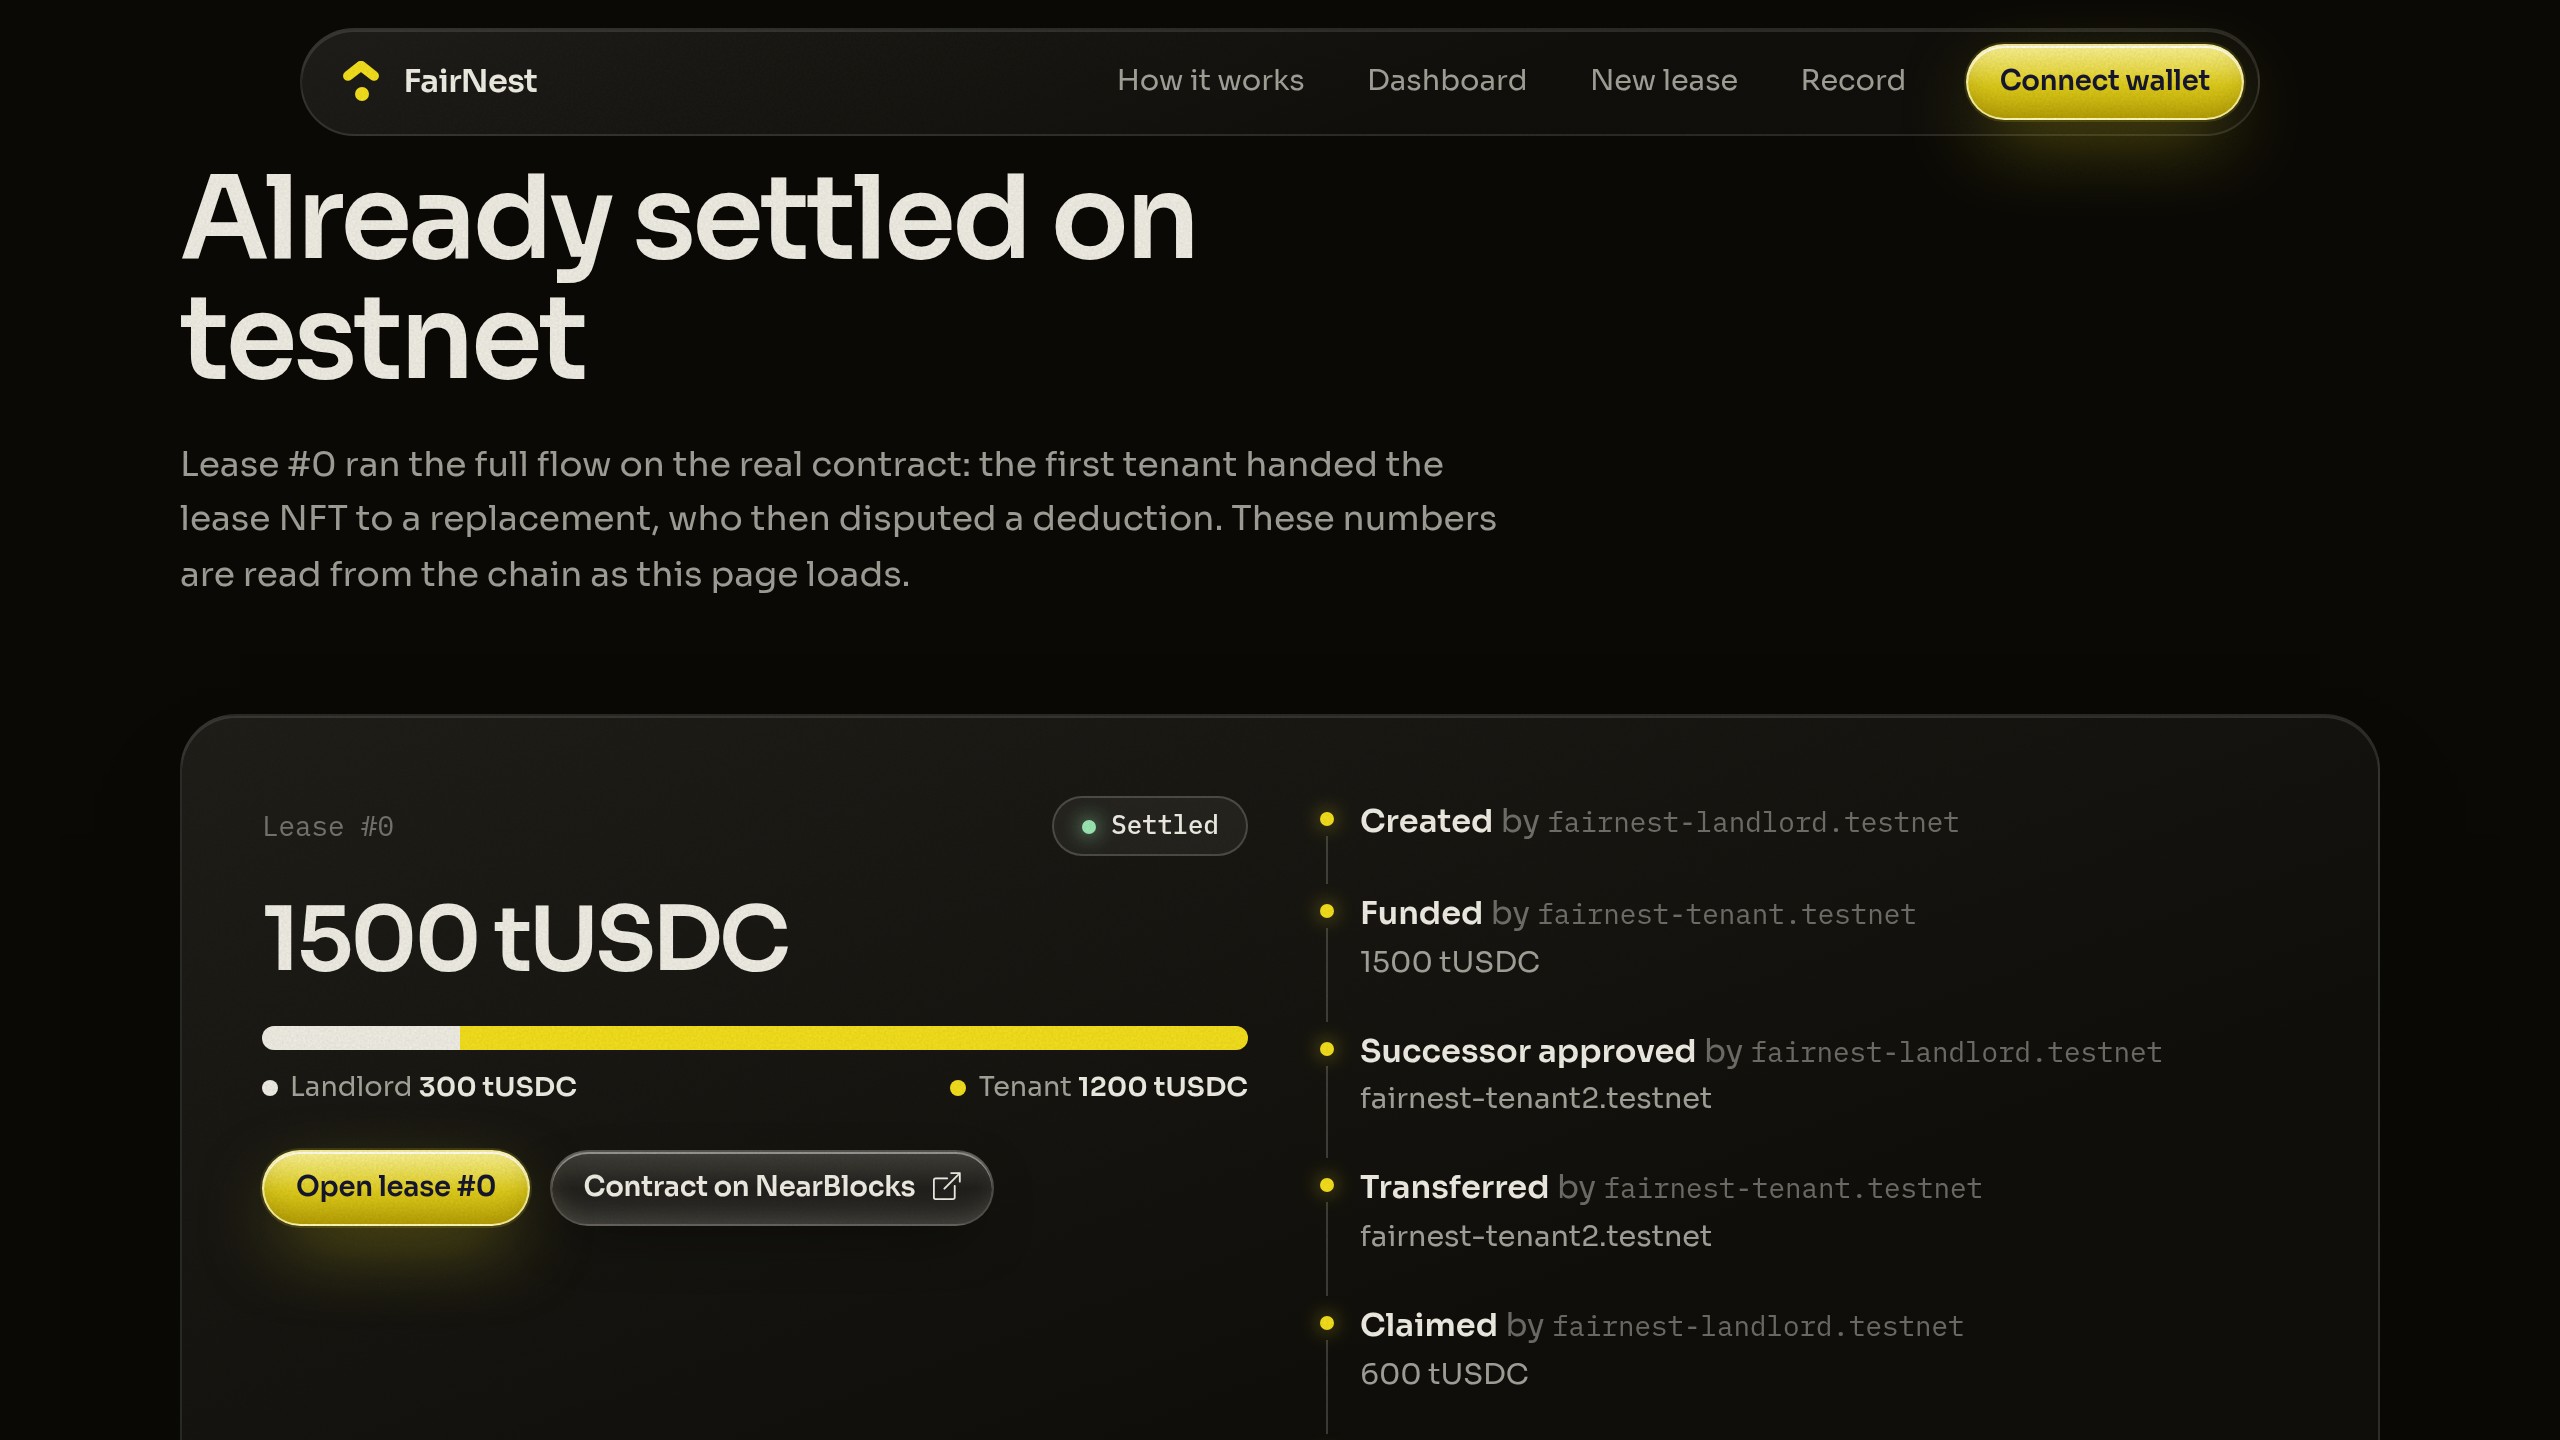 FairNest
How it works
Dashboard
New lease
Record
Connect wallet
Already settled on
testnet
Lease #0 ran the full flow on the real contract: the first tenant handed the
lease NFT to a replacement, who then disputed a deduction. These numbers
are read from the chain as this page loads.
Lease #0
Settled
1500 tUSDC
Landlord 300 tUSDC
Tenant 1200 tUSDC
Open lease #0
Contract on NearBlocks
Created by fairnest-landlord.testnet
Funded by fairnest-tenant.testnet
1500 tUSDC
Successor approved by fairnest-landlord.testnet
fairnest-tenant2.testnet
Transferred by fairnest-tenant.testnet
fairnest-tenant2.testnet
Claimed by fairnest-landlord.testnet
600 tUSDC